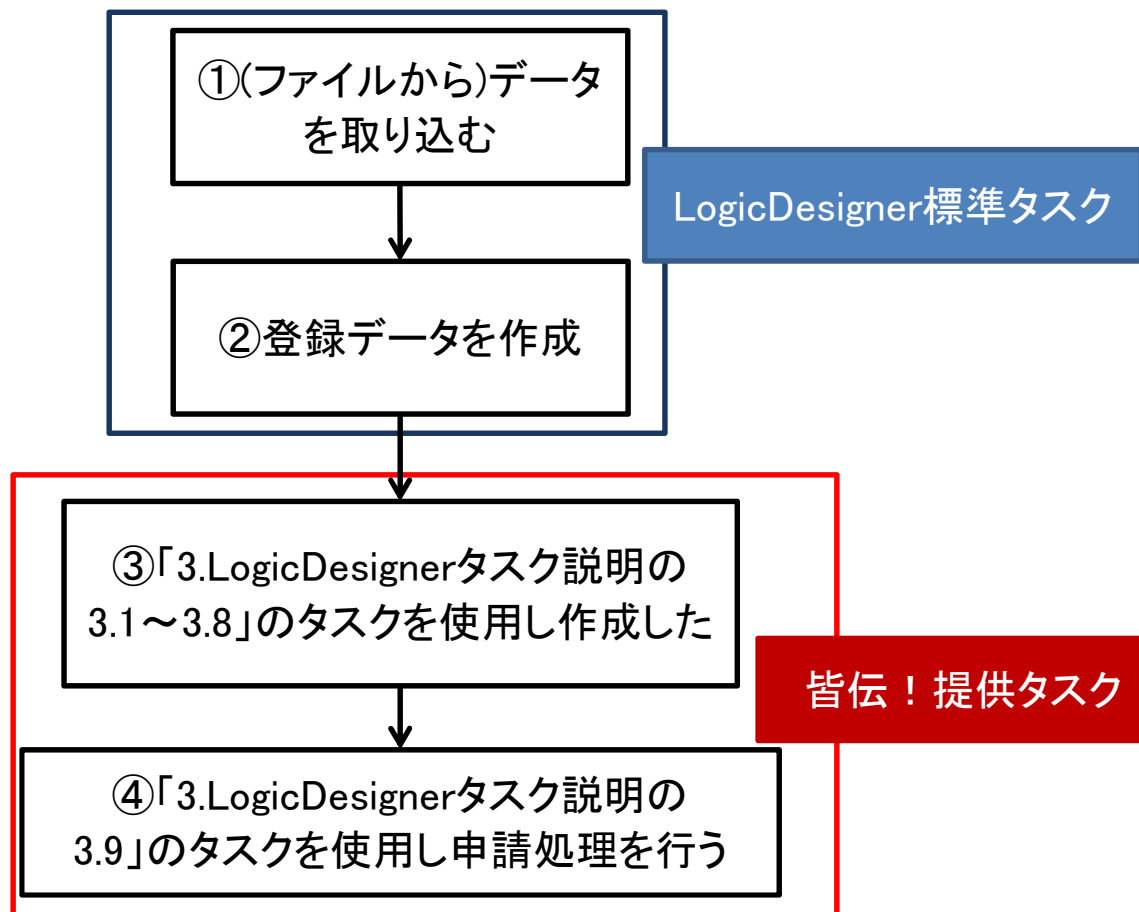 ①(ファイルから)データ
を取り込む
LogicDesigner標準タスク
②登録データを作成
③「3.LogicDesignerタスク説明の
3.1～3.8」のタスクを使用し作成した
皆伝！提供タスク
④「3.LogicDesignerタスク説明の
3.9」のタスクを使用し申請処理を行う